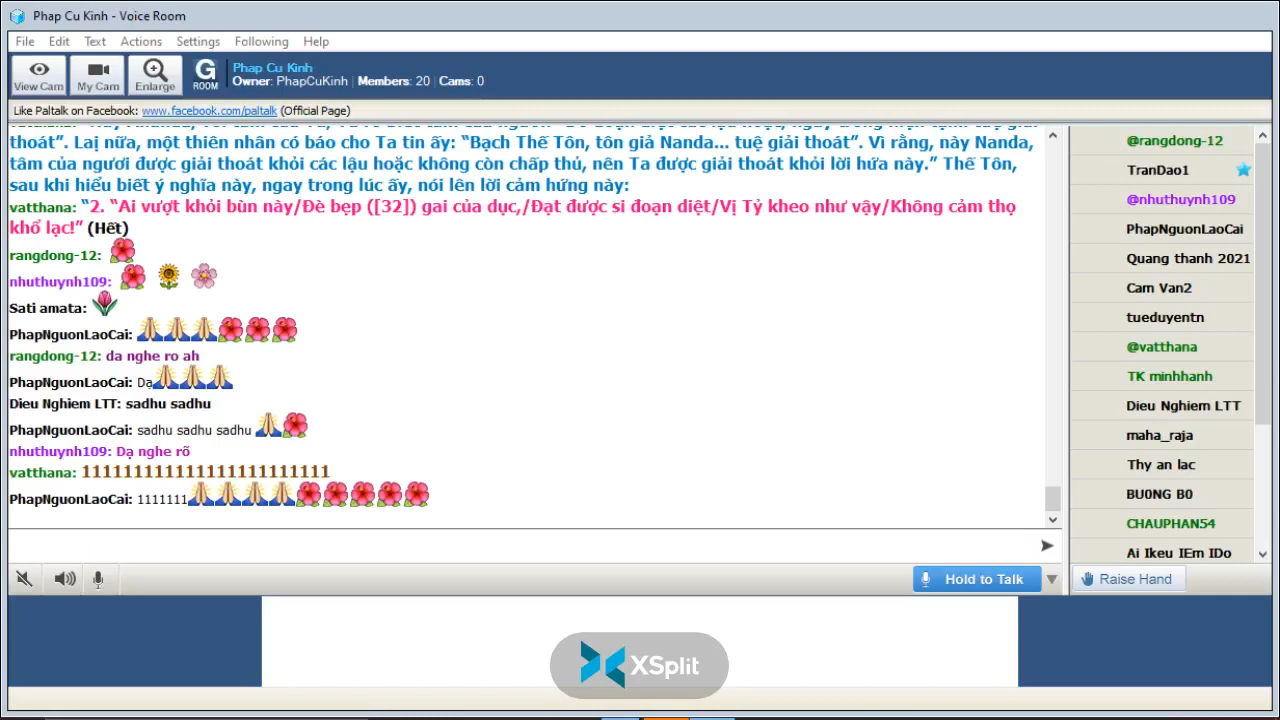 Phap Cu Kinh - Voice Room
File Edit Text Actions Settings Following Help
View Cam My Cam Enlarge G ROOM
Phap Cu Kinh
Owner: PhapCuKinh | Members: 20 | Cams: 0
Like Paltalk on Facebook: www.facebook.com/paltalk (Official Page)
thoát”. Laị nữa, một thiên nhân có báo cho Ta tin ấy: “Bạch Thế Tôn, tôn giả Nanda... tuệ giải thoát”. Vì rằng, này Nanda,
tâm của ngươi được giải thoát khỏi các lậu hoặc không còn chấp thủ, nên Ta được giải thoát khỏi lời hứa này.” Thế Tôn,
sau khi hiểu biết ý nghĩa này, ngay trong lúc ấy, nói lên lời cảm hứng này:
vatthana: “2. “Ai vượt khỏi bùn này/Đè bẹp ([32]) gai của dục,/Đạt được si đoạn diệt/Vị Tỷ kheo như vậy/Không cảm thọ
khổ lạc!” (Hết)
rangdong-12:
nhuthuynh109:
Sati amata:
PhapNguonLaoCai:
rangdong-12: da nghe ro ah
PhapNguonLaoCai: Dạ
Dieu Nghiem LTT: sadhu sadhu
PhapNguonLaoCai: sadhu sadhu sadhu
nhuthuynh109: Dạ nghe rõ
vatthana: 111111111111111111111111
PhapNguonLaoCai: 1111111
@rangdong-12
TranDao1
@nhuthuynh109
PhapNguonLaoCai
Quang thanh 2021
Cam Van2
tueduyentn
@vatthana
TK minhhanh
Dieu Nghiem LTT
maha_raja
Thy an lac
BU0NG B0
CHAUPHAN54
Ai Ikeu IEm IDo
Hold to Talk
Raise Hand
XSplit